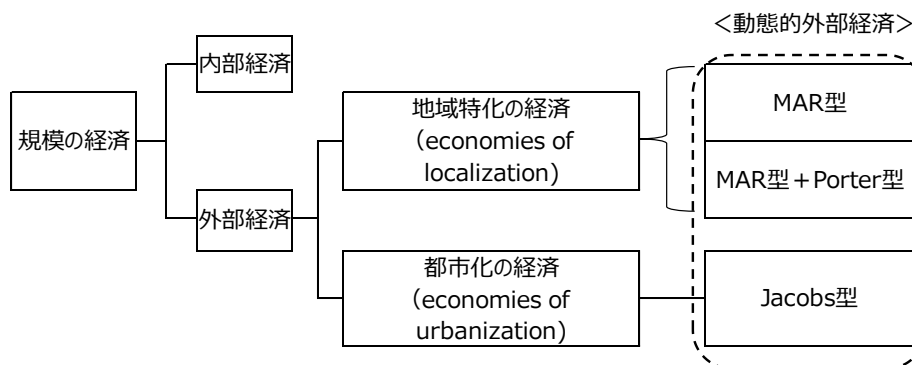 ＜動態的外部経済＞
内部経済
規模の経済
外部経済
地域特化の経済
（economies of
localization)
都市化の経済
（economies of
urbanization)
MAR型
MAR型＋Porter型
Jacobs型